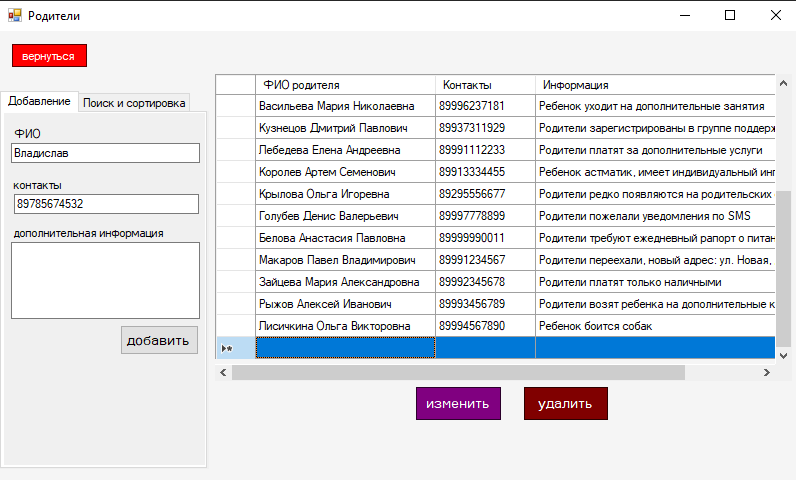 Родители
вернуться
Добавление Поиск и сортировка
ФИО
Владислав
контакты
89785674532
дополнительная информация
добавить
ФИО родителя Контакты Информация
Васильева Мария Николаевна 89996237181 Ребенок уходит на дополнительные занятия
Кузнецов Дмитрий Павлович 89937311929 Родители зарегистрированы в группе поддерж
Лебедева Елена Андреевна 89991112233 Родители платят за дополнительные услуги
Королев Артем Семенович 89913334455 Ребенок астматик, имеет индивидуальный инг
Крылова Ольга Игоревна 89295556677 Родители редко появляются на родительских
Голубев Денис Валерьевич 89997778899 Родители пожелали уведомления по SMS
Белова Анастасия Павловна 89999990011 Родители требуют ежедневный рапорт о питан
Макаров Павел Владимирович 89991234567 Родители переехали, новый адрес: ул. Новая,
Зайцева Мария Александровна 89992345678 Родители платят только наличными
Рыжов Алексей Иванович 89993456789 Родители возят ребенка на дополнительные к
Лисичкина Ольга Викторовна 89994567890 Ребенок боится собак
изменить удалить